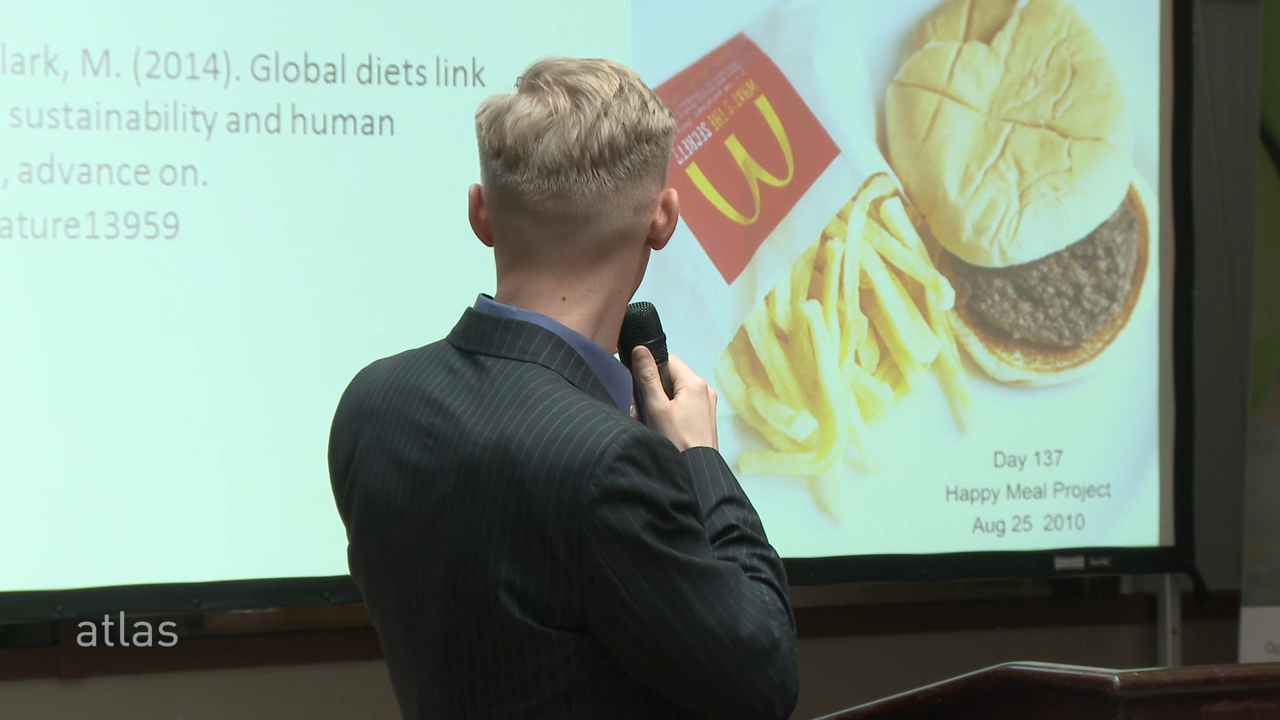 lark, M. (2014). Global diets link
sustainability and human
, advance on.
ature13959
WHAT'S THE
SECRET?
Day 137
Happy Meal Project
Aug 25 2010
atlas